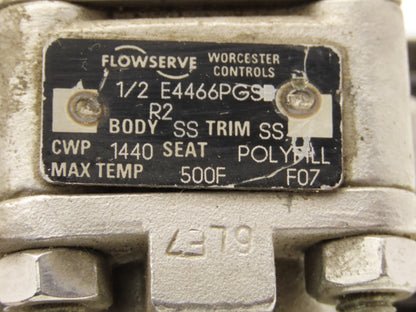 FLOWSERVE WORCESTER
CONTROLS
1/2 E4466PGS
R2
BODY SS TRIM SS
CWP 1440 SEAT POLYFILL
MAX TEMP 500F F07
6LF7